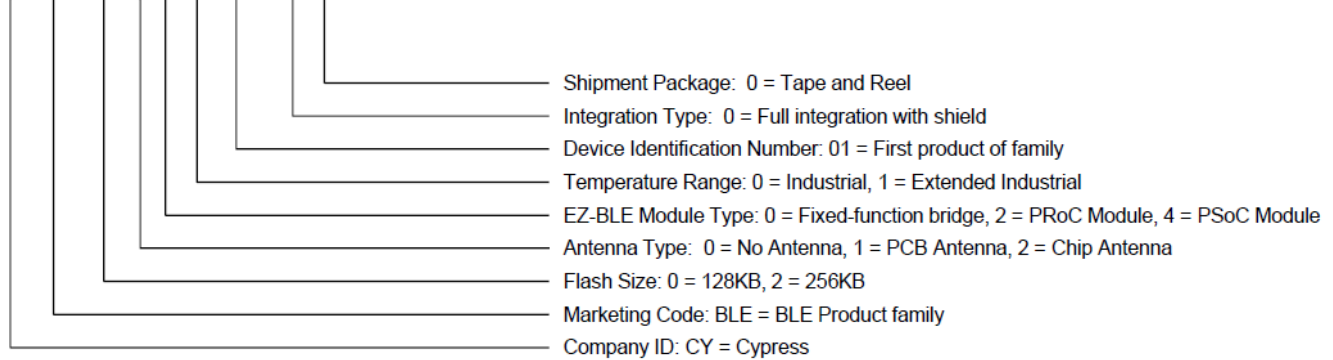 Shipment Package: 0 = Tape and Reel
Integration Type: 0 = Full integration with shield
Device Identification Number: 01 = First product of family
Temperature Range: 0 = Industrial, 1 = Extended Industrial
EZ-BLE Module Type: 0 = Fixed-function bridge, 2 = PRoC Module, 4 = PSoC Module
Antenna Type: 0 = No Antenna, 1 = PCB Antenna, 2 = Chip Antenna
Flash Size: 0 = 128KB, 2 = 256KB
Marketing Code: BLE = BLE Product family
Company ID: CY = Cypress